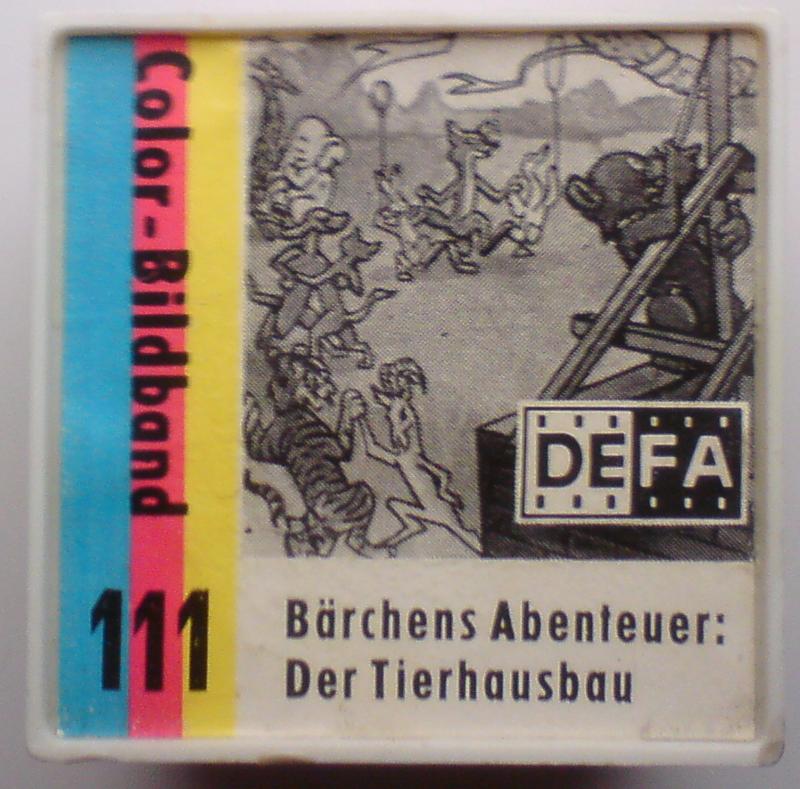 Color-Bildband
111
DEFA
Bärchens Abenteuer:
Der Tierhausbau